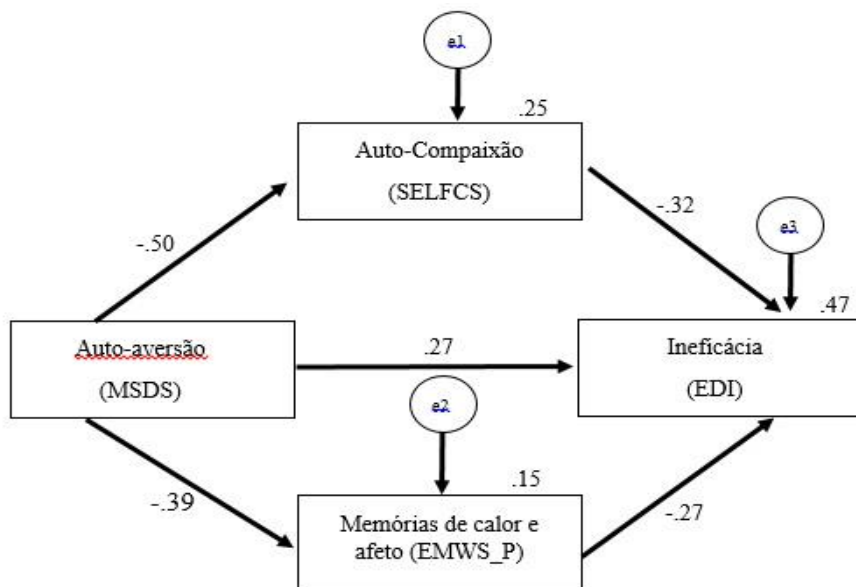 e1
.25
Auto-Compaixão
(SELFCS)
-.50
-.32
e3
.47
Auto-aversão
(MSDS)
.27
Ineficácia
(EDI)
e2
.15
-.39
Memórias de calor e
afeto (EMWS_P)
-.27